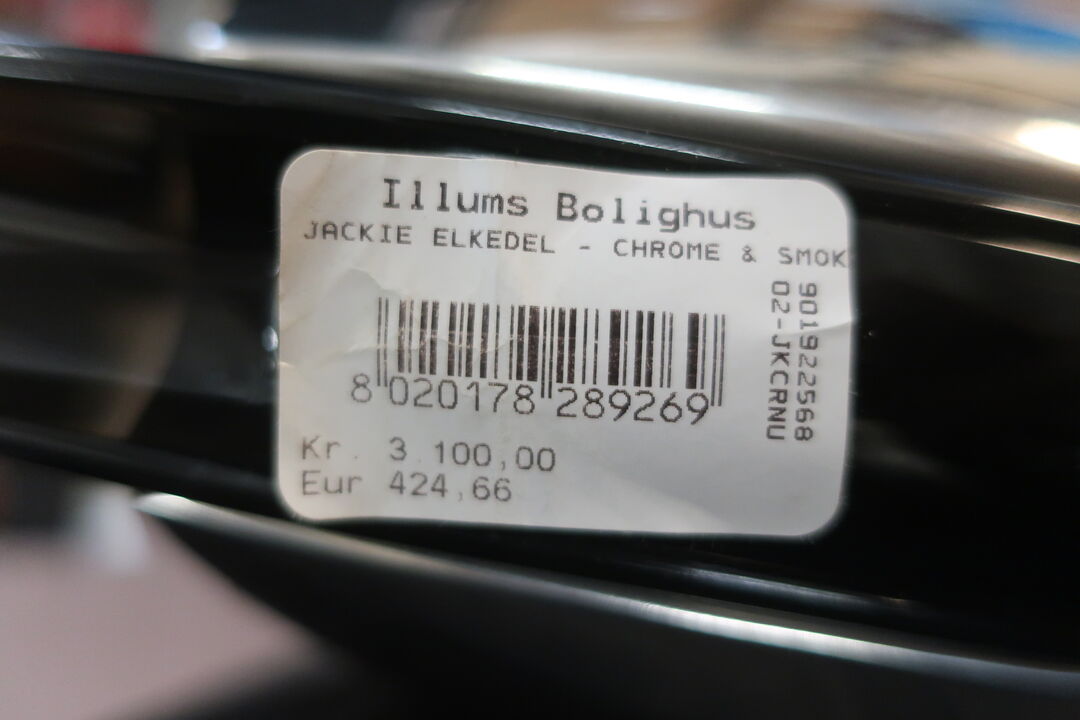 Illums Bolighus
JACKIE ELKEDEL - CHROME & SMOK
8 020178 289269
Kr. 3.100,00
Eur 424,66
901922568
02-JKCRNU